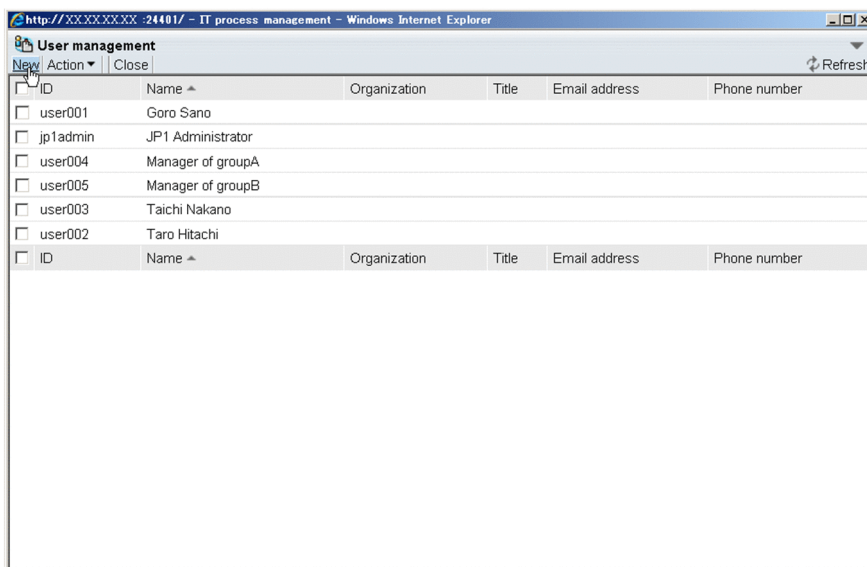 http://XX.XX.XX.XX :24401/ - IT process management - Windows Internet Explorer
User management
New Action Close Refresh
ID Name Organization Title Email address Phone number
user001 Goro Sano
jp1admin JP1 Administrator
user004 Manager of groupA
user005 Manager of groupB
user003 Taichi Nakano
user002 Taro Hitachi
ID Name Organization Title Email address Phone number